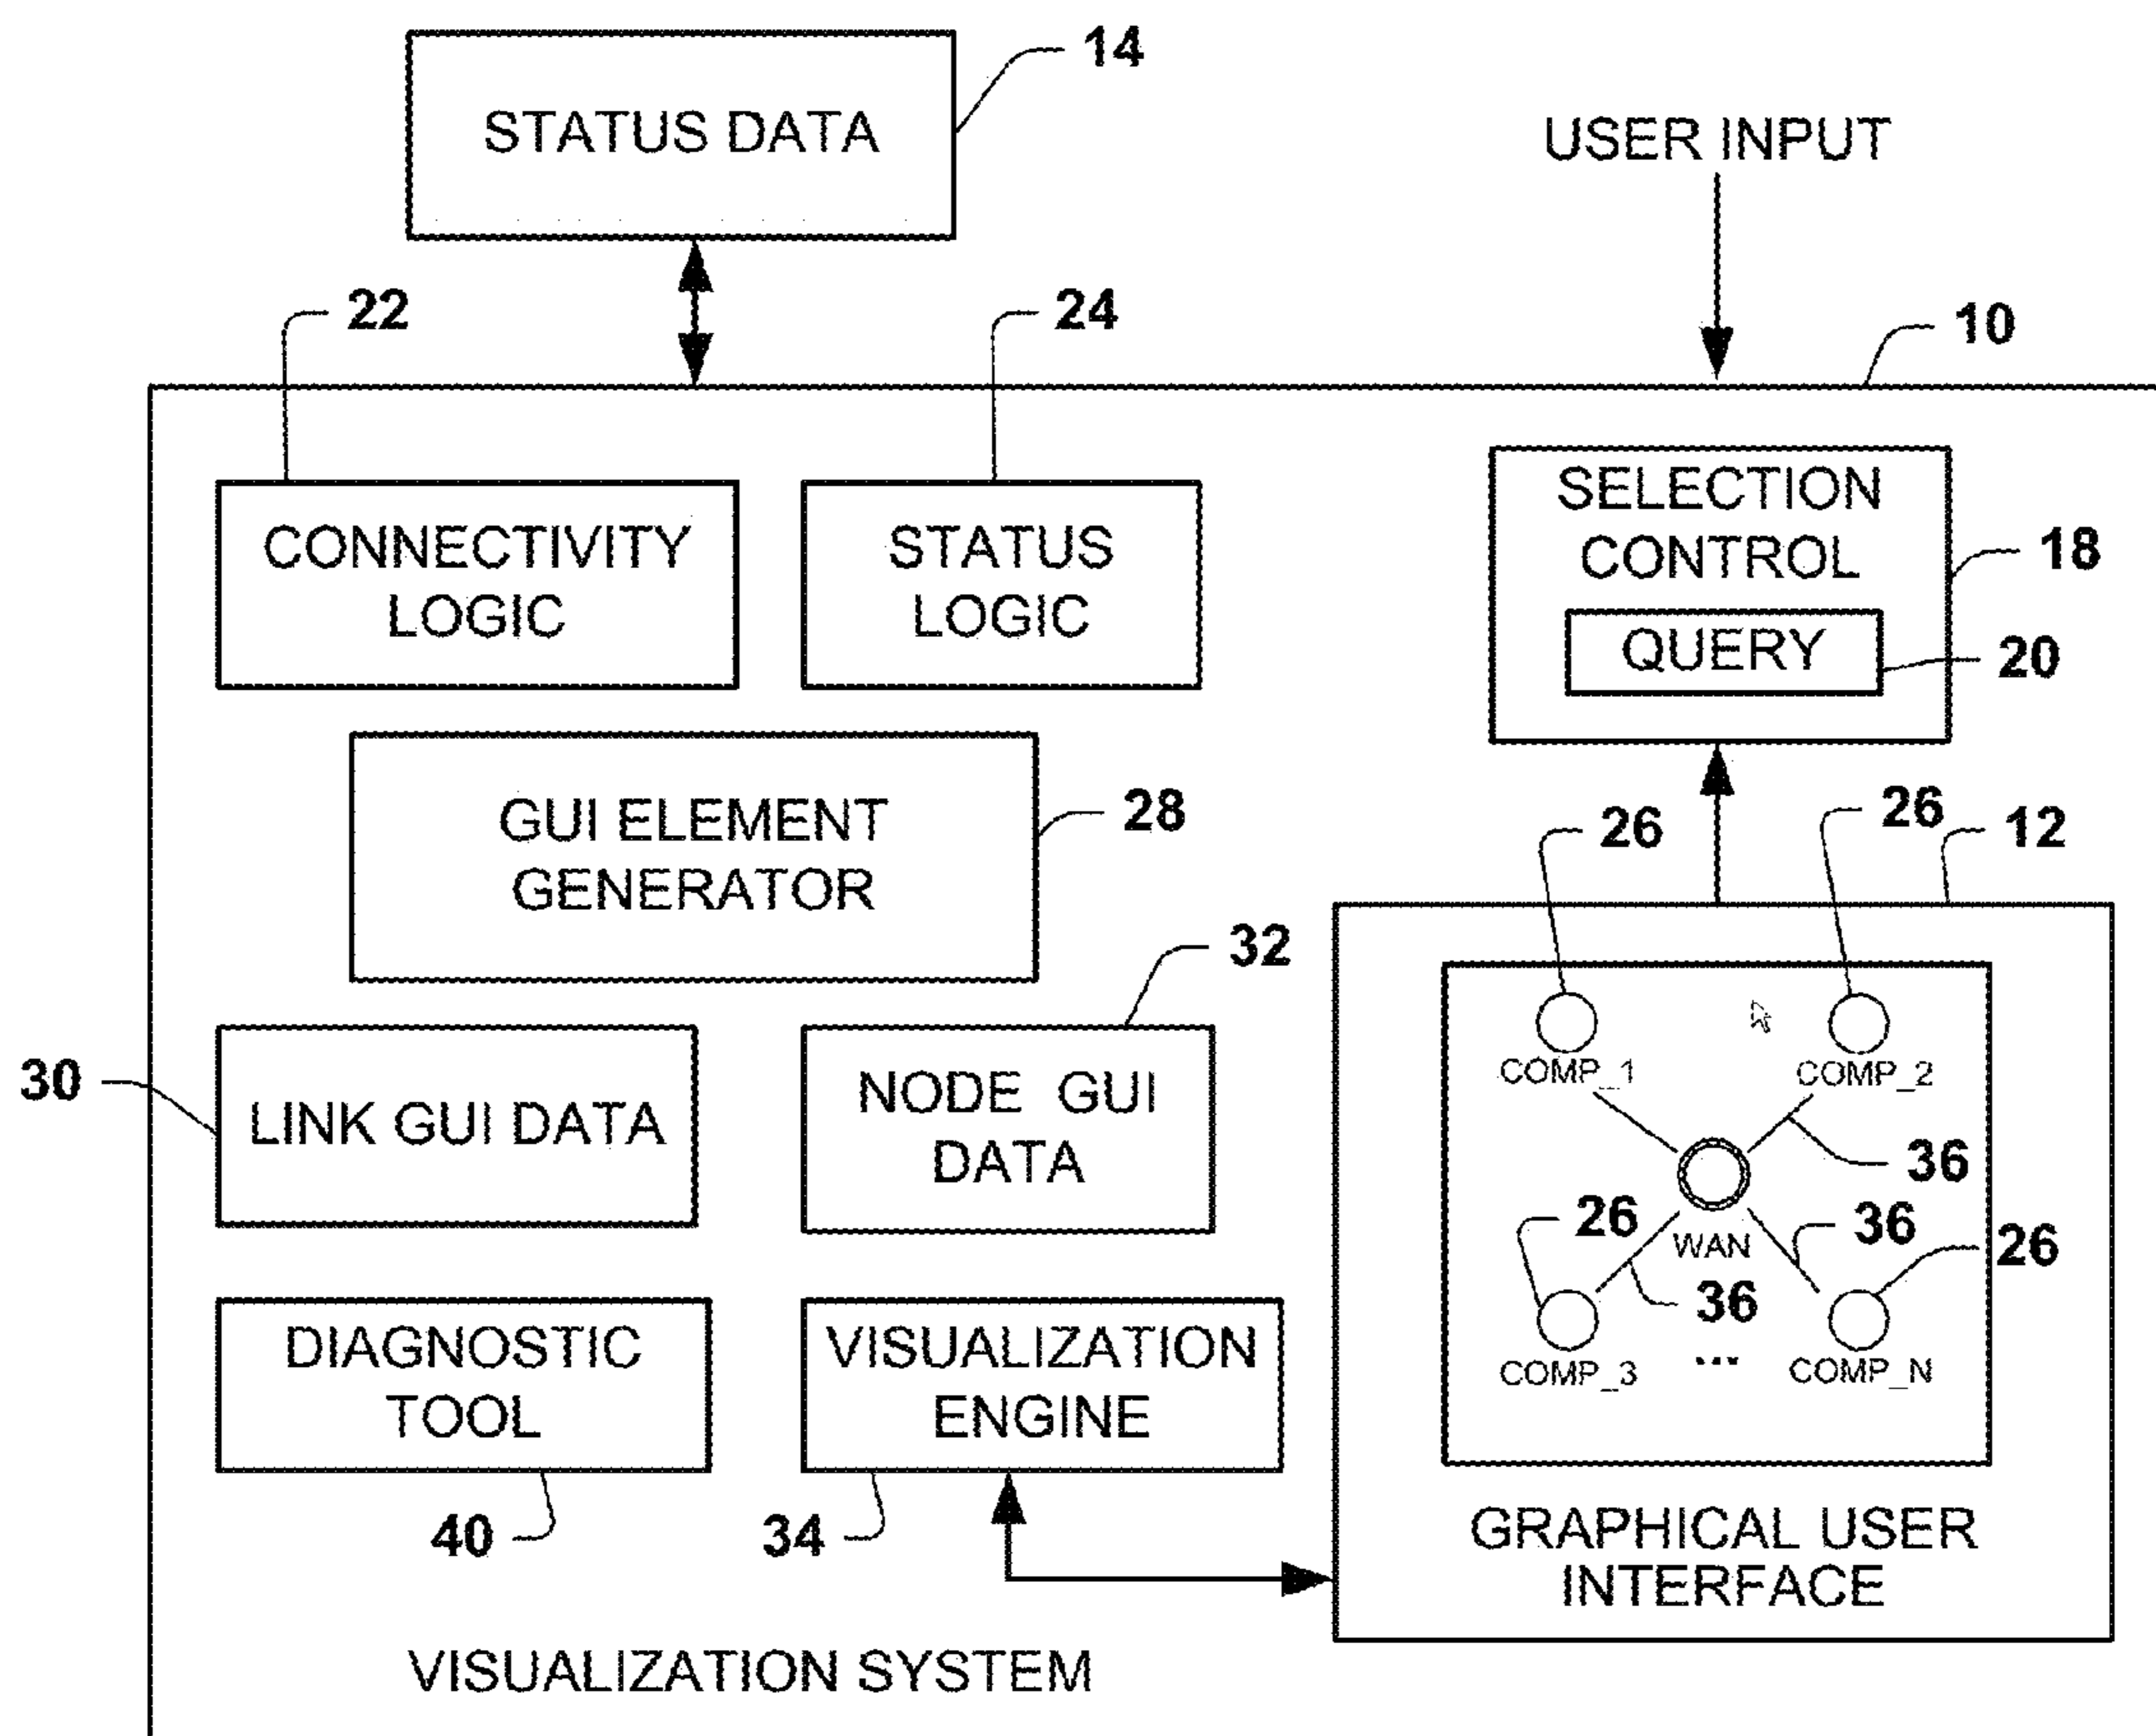 14
STATUS DATA
USER INPUT
22
24
10
CONNECTIVITY
LOGIC
STATUS
LOGIC
SELECTION
CONTROL
18
QUERY
20
GUI ELEMENT
GENERATOR
28
26
26
12
32
30
LINK GUI DATA
NODE GUI
DATA
COMP_1
COMP_2
36
26
WAN
36
26
36
COMP_3
...
COMP_N
DIAGNOSTIC
TOOL
VISUALIZATION
ENGINE
40
34
GRAPHICAL USER
INTERFACE
VISUALIZATION SYSTEM